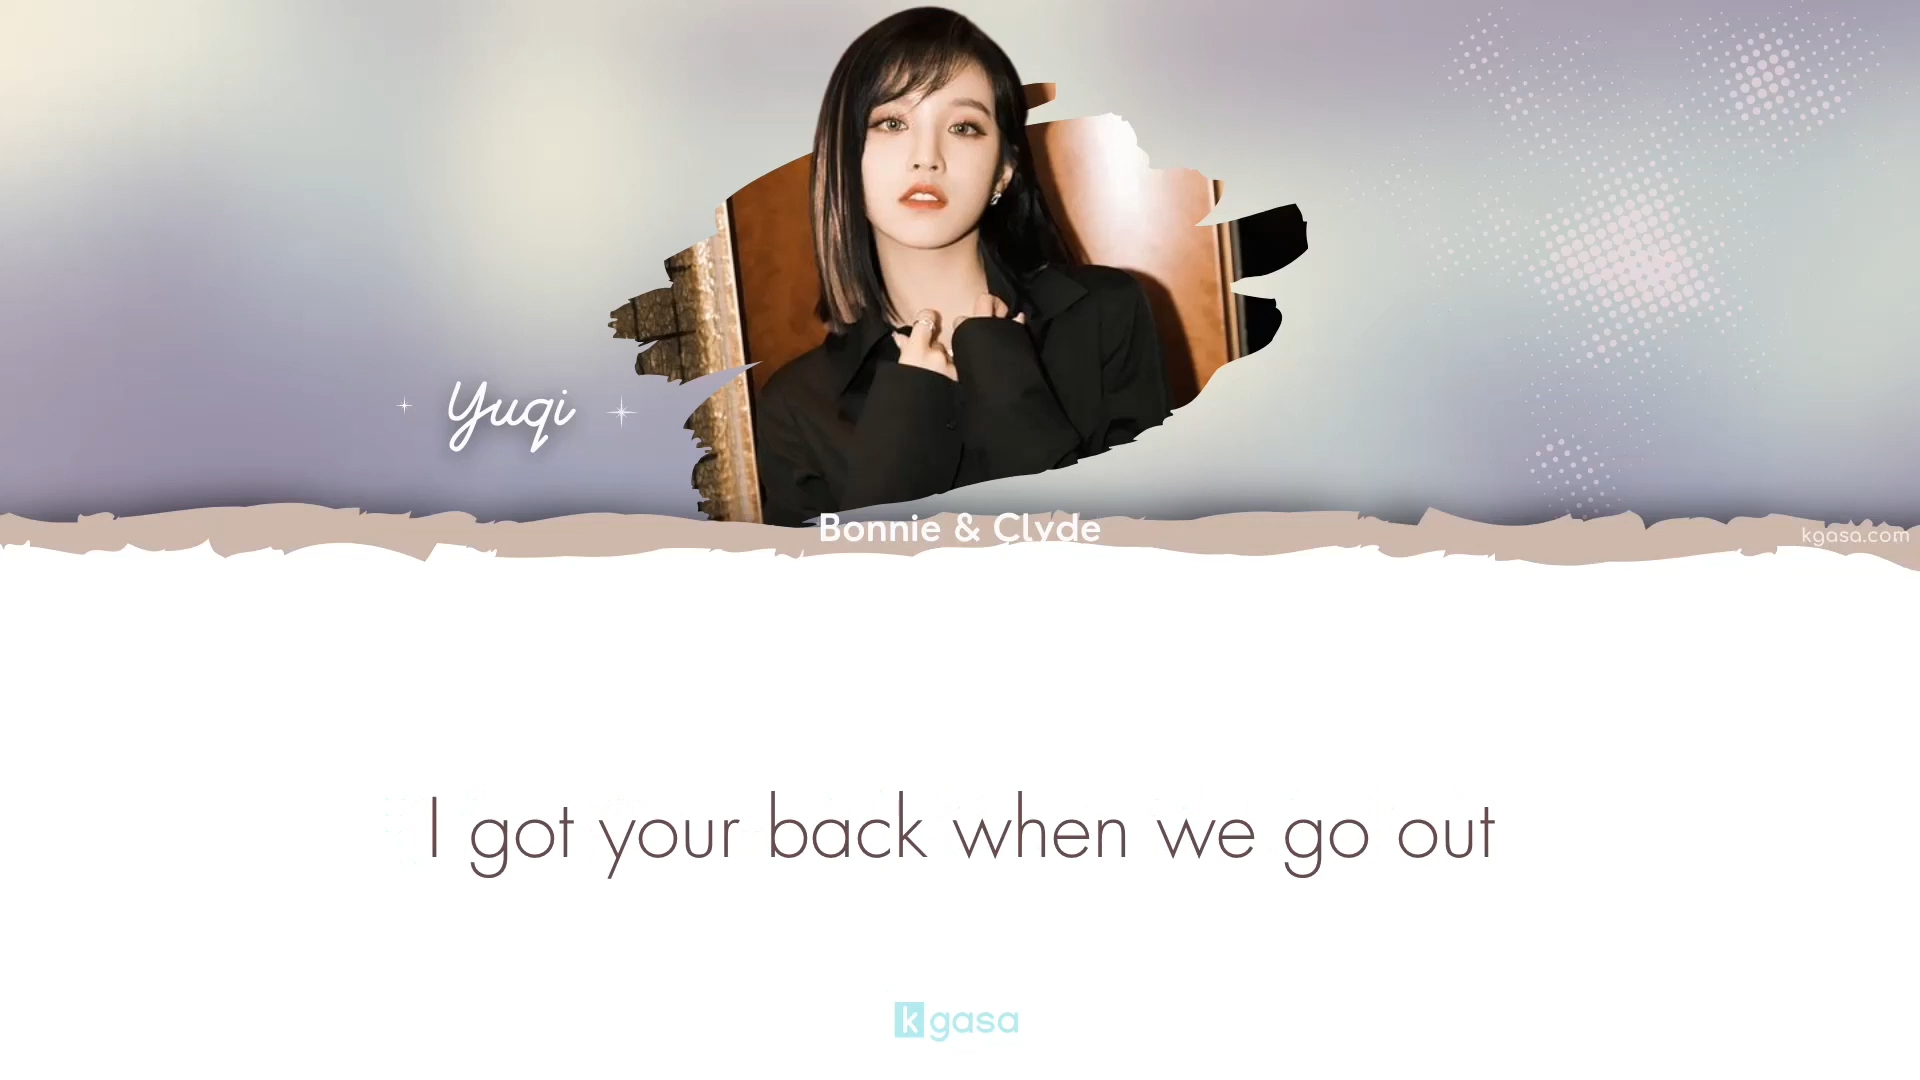 Yuqi
Bonnie & Clyde
kgasa.com
I got your back when we go out
kgasa